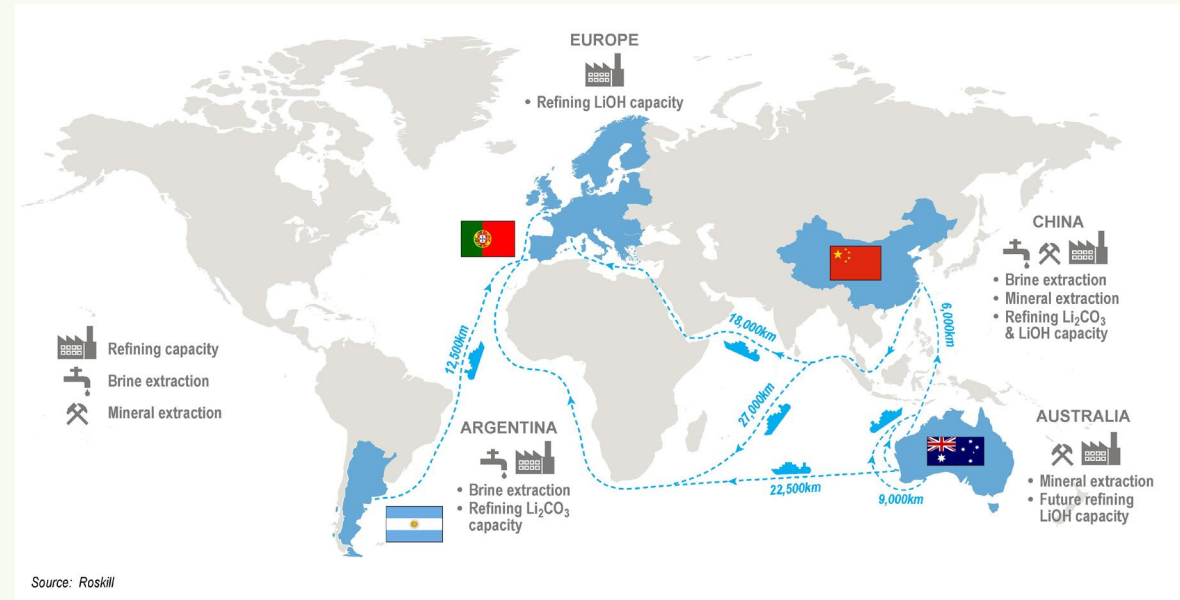 EUROPE
• Refining LiOH capacity
CHINA
• Brine extraction
• Mineral extraction
• Refining Li₂CO₃
& LiOH capacity
18,000km
6,000km
12,500km
27,000km
Refining capacity
Brine extraction
Mineral extraction
ARGENTINA
• Brine extraction
• Refining Li₂CO₃
capacity
AUSTRALIA
• Mineral extraction
• Future refining
LiOH capacity
22,500km
9,000km
Source: Roskill